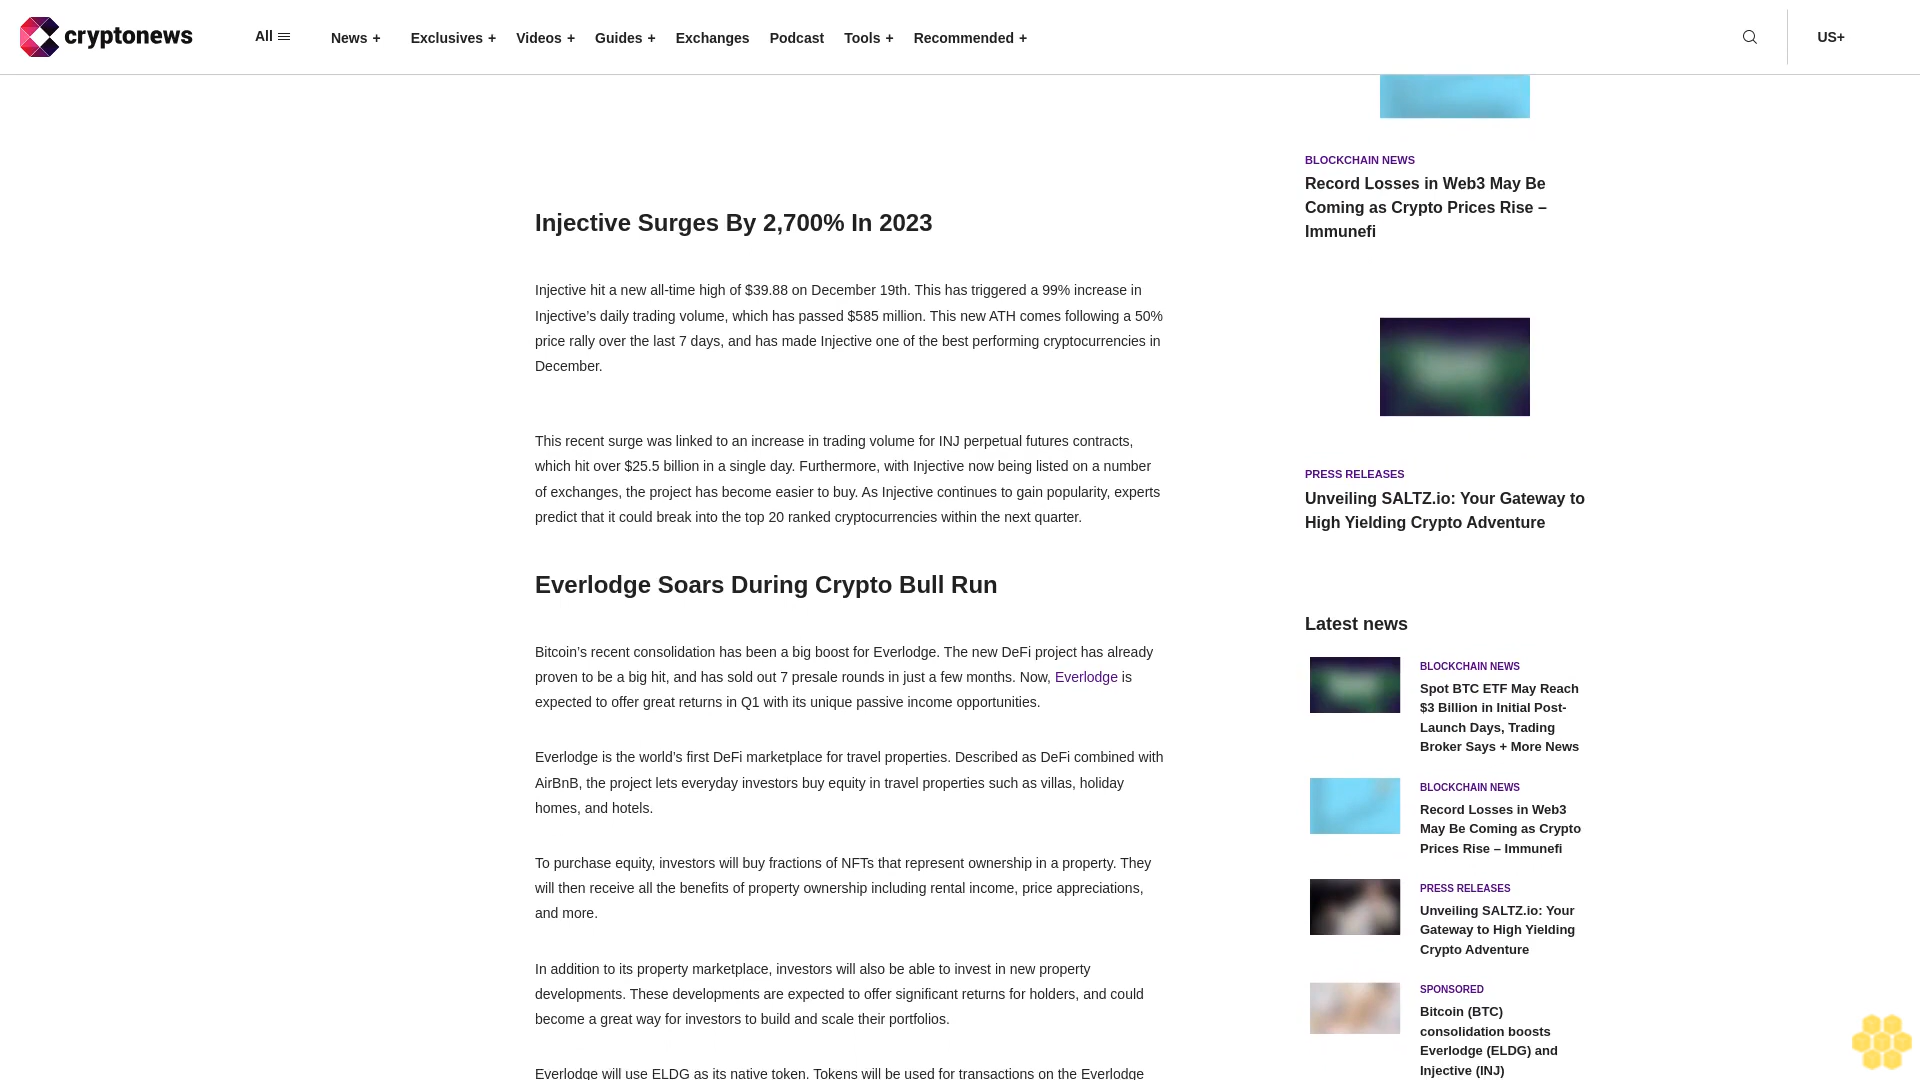 cryptonews
All
News +
Exclusives +
Videos +
Guides +
Exchanges
Podcast
Tools +
Recommended +
US+
Injective Surges By 2,700% In 2023
Injective hit a new all-time high of $39.88 on December 19th. This has triggered a 99% increase in
Injective’s daily trading volume, which has passed $585 million. This new ATH comes following a 50%
price rally over the last 7 days, and has made Injective one of the best performing cryptocurrencies in
December.
This recent surge was linked to an increase in trading volume for INJ perpetual futures contracts,
which hit over $25.5 billion in a single day. Furthermore, with Injective now being listed on a number
of exchanges, the project has become easier to buy. As Injective continues to gain popularity, experts
predict that it could break into the top 20 ranked cryptocurrencies within the next quarter.
Everlodge Soars During Crypto Bull Run
Bitcoin’s recent consolidation has been a big boost for Everlodge. The new DeFi project has already
proven to be a big hit, and has sold out 7 presale rounds in just a few months. Now, Everlodge is
expected to offer great returns in Q1 with its unique passive income opportunities.
Everlodge is the world’s first DeFi marketplace for travel properties. Described as DeFi combined with
AirBnB, the project lets everyday investors buy equity in travel properties such as villas, holiday
homes, and hotels.
To purchase equity, investors will buy fractions of NFTs that represent ownership in a property. They
will then receive all the benefits of property ownership including rental income, price appreciations,
and more.
In addition to its property marketplace, investors will also be able to invest in new property
developments. These developments are expected to offer significant returns for holders, and could
become a great way for investors to build and scale their portfolios.
Everlodge will use ELDG as its native token. Tokens will be used for transactions on the Everlodge
BLOCKCHAIN NEWS
Record Losses in Web3 May Be
Coming as Crypto Prices Rise –
Immunefi
PRESS RELEASES
Unveiling SALTZ.io: Your Gateway to
High Yielding Crypto Adventure
Latest news
BLOCKCHAIN NEWS
Spot BTC ETF May Reach
$3 Billion in Initial Post-
Launch Days, Trading
Broker Says + More News
BLOCKCHAIN NEWS
Record Losses in Web3
May Be Coming as Crypto
Prices Rise – Immunefi
PRESS RELEASES
Unveiling SALTZ.io: Your
Gateway to High Yielding
Crypto Adventure
SPONSORED
Bitcoin (BTC)
consolidation boosts
Everlodge (ELDG) and
Injective (INJ)